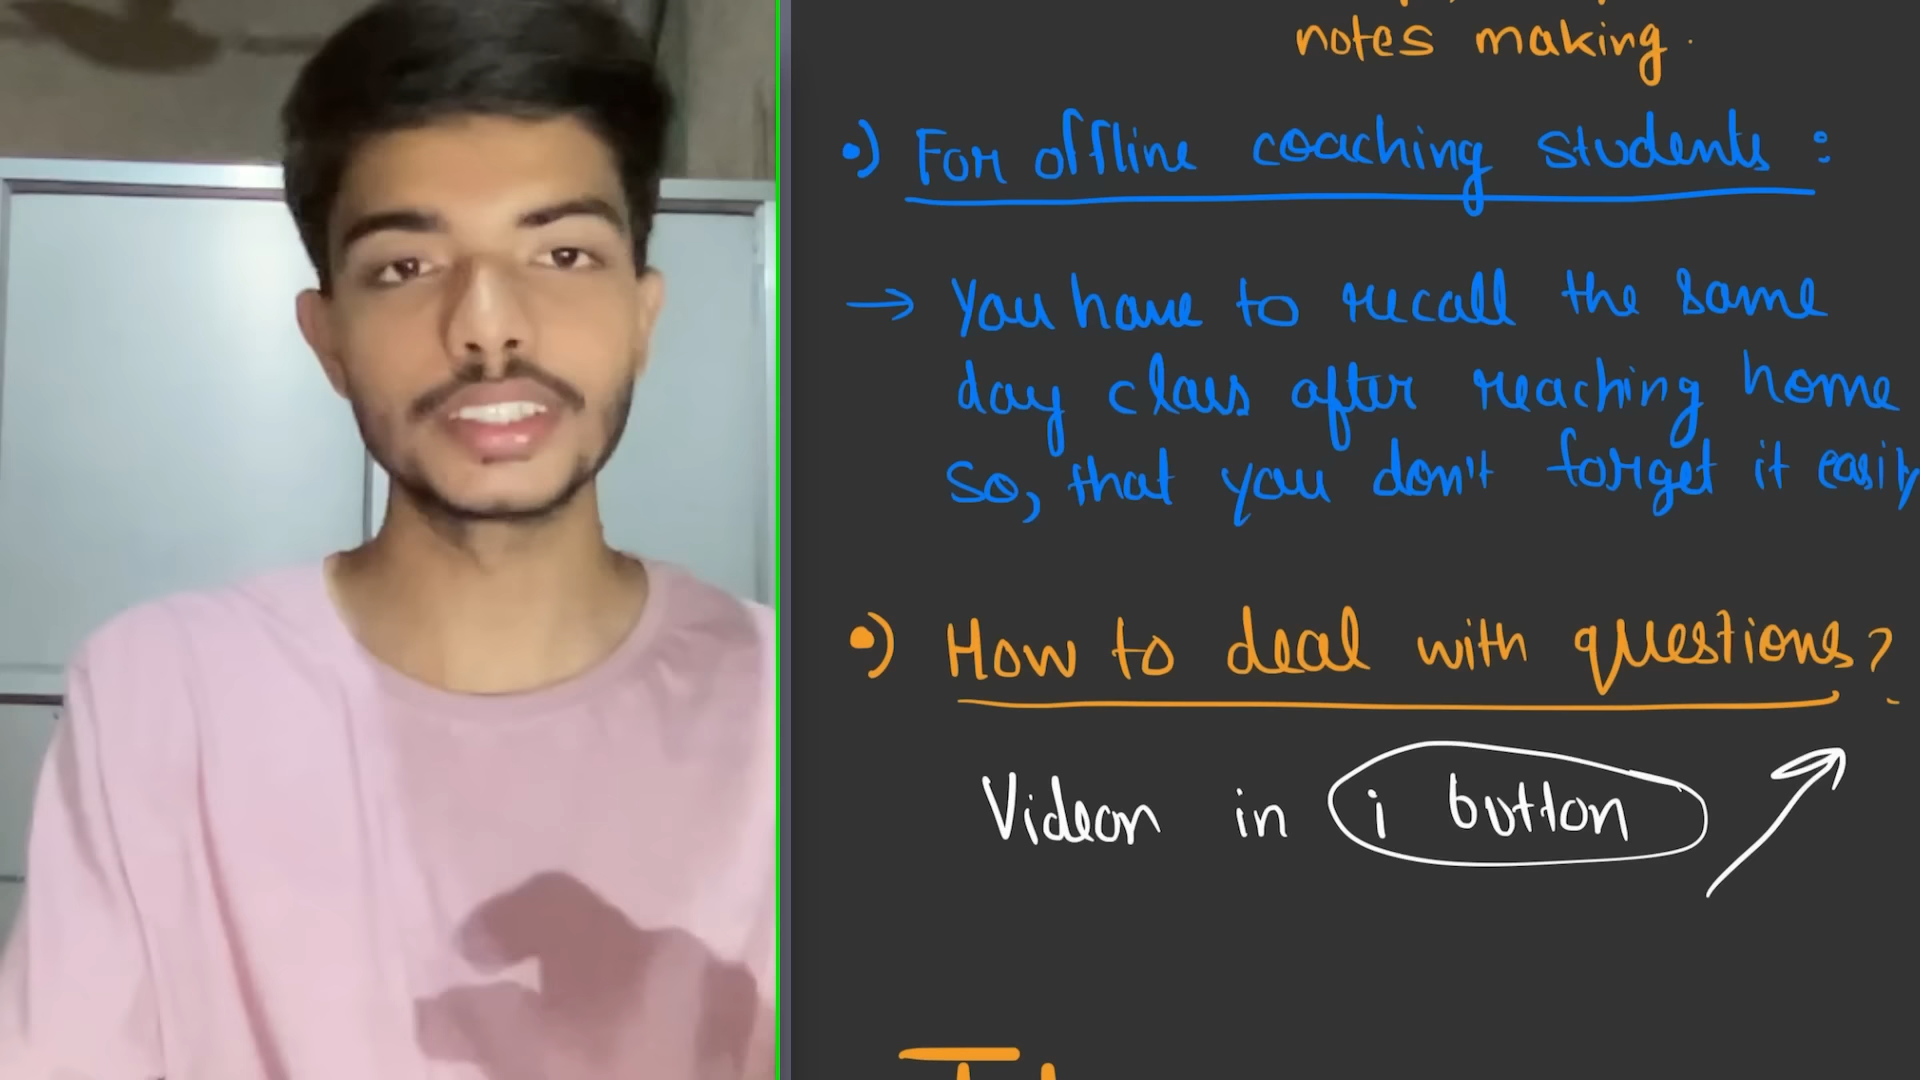 notes making.
•) For offline coaching students :
→ You have to recall the same
day class after reaching home
so, that you don't forget it easily
•) How to deal with questions?
Video in i button